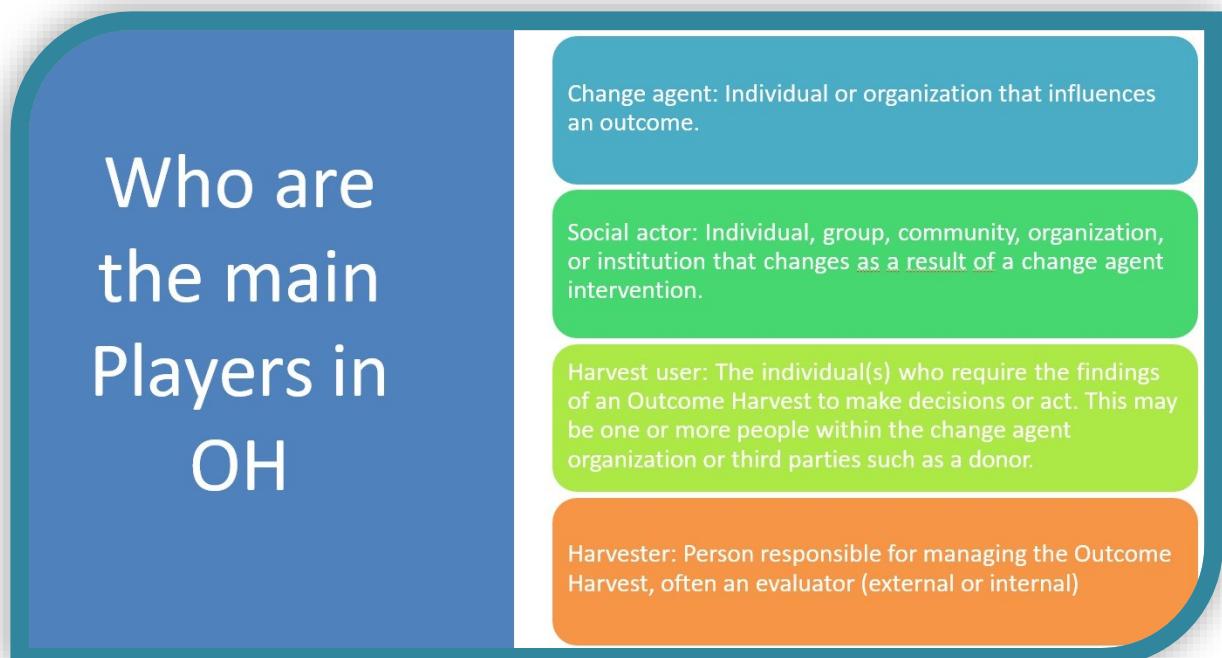 Who are
the main
Players in
OH
Change agent: Individual or organization that influences
an outcome.
Social actor: Individual, group, community, organization,
or institution that changes as a result of a change agent
intervention.
Harvest user: The individual(s) who require the findings
of an Outcome Harvest to make decisions or act. This may
be one or more people within the change agent
organization or third parties such as a donor.
Harvester: Person responsible for managing the Outcome
Harvest, often an evaluator (external or internal)